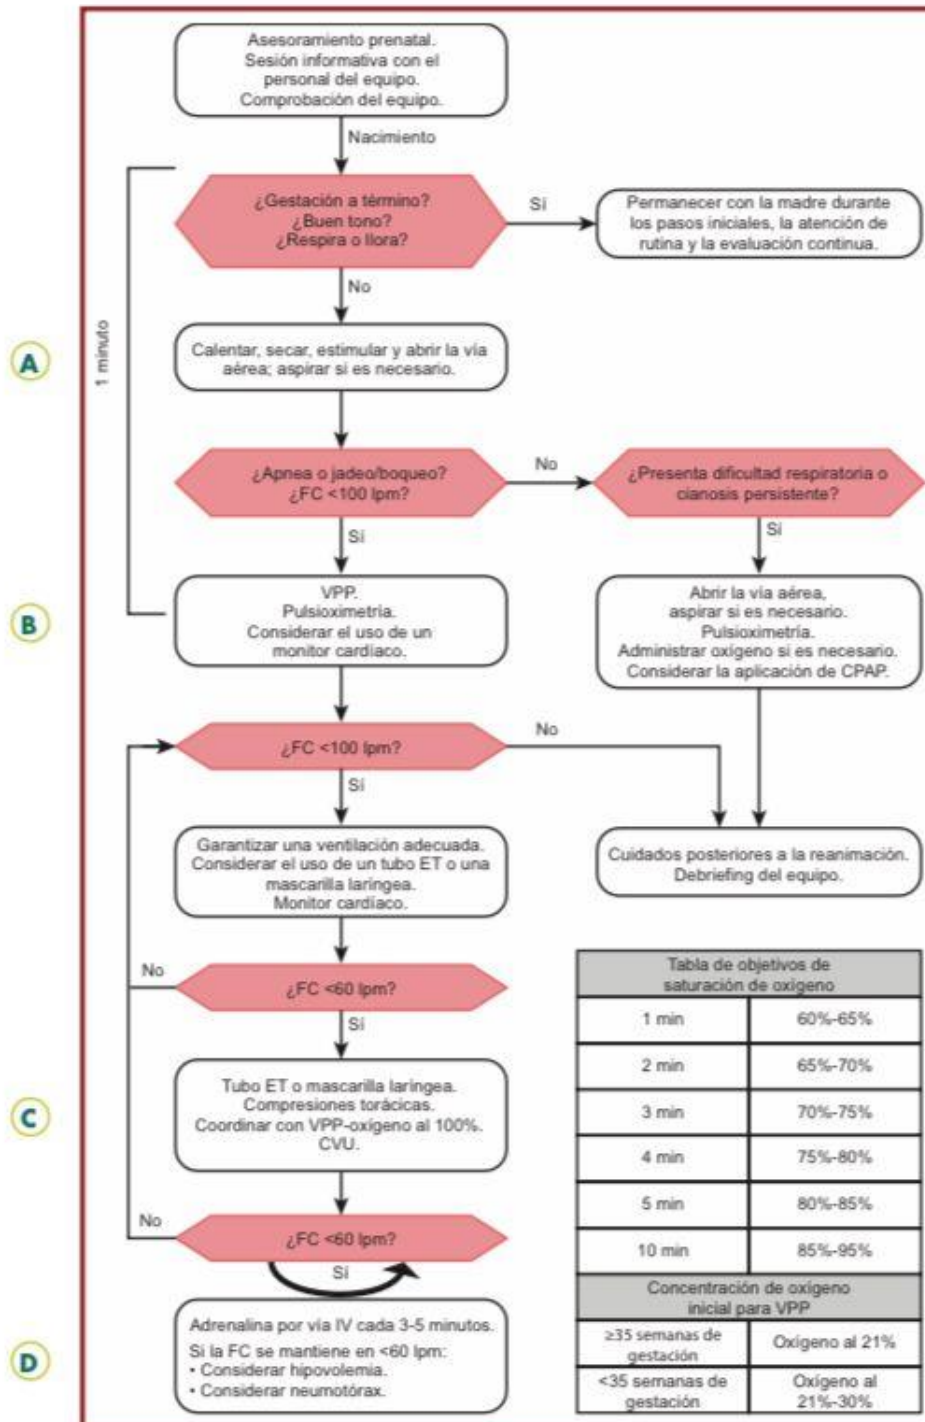 Asesoramiento prenatal.
Sesión informativa con el
personal del equipo.
Comprobación del equipo.
Nacimiento
1 minuto
¿Gestación a término?
¿Buen tono?
¿Respira o llora?
Sí
Permanecer con la madre durante
los pasos iniciales, la atención de
rutina y la evaluación continua.
No
A
Calentar, secar, estimular y abrir la vía
aérea; aspirar si es necesario.
¿Apnea o jadeo/boqueo?
¿FC <100 lpm?
No
¿Presenta dificultad respiratoria o
cianosis persistente?
Sí
Sí
B
VPP.
Pulsioximetría.
Considerar el uso de un
monitor cardíaco.
Abrir la vía aérea,
aspirar si es necesario.
Pulsioximetría.
Administrar oxígeno si es necesario.
Considerar la aplicación de CPAP.
¿FC <100 lpm?
No
Sí
Garantizar una ventilación adecuada.
Considerar el uso de un tubo ET o una
mascarilla laríngea.
Monitor cardíaco.
Cuidados posteriores a la reanimación.
Debriefing del equipo.
No
¿FC <60 lpm?
Sí
C
Tubo ET o mascarilla laríngea.
Compresiones torácicas.
Coordinar con VPP-oxígeno al 100%.
CVU.
No
¿FC <60 lpm?
Sí
D
Adrenalina por vía IV cada 3-5 minutos.
Si la FC se mantiene en <60 lpm:
• Considerar hipovolemia.
• Considerar neumotórax.
Tabla de objetivos de
saturación de oxígeno
1 min 60%-65%
2 min 65%-70%
3 min 70%-75%
4 min 75%-80%
5 min 80%-85%
10 min 85%-95%
Concentración de oxígeno
inicial para VPP
≥35 semanas de
gestación
Oxígeno al 21%
<35 semanas de
gestación
Oxígeno al
21%-30%